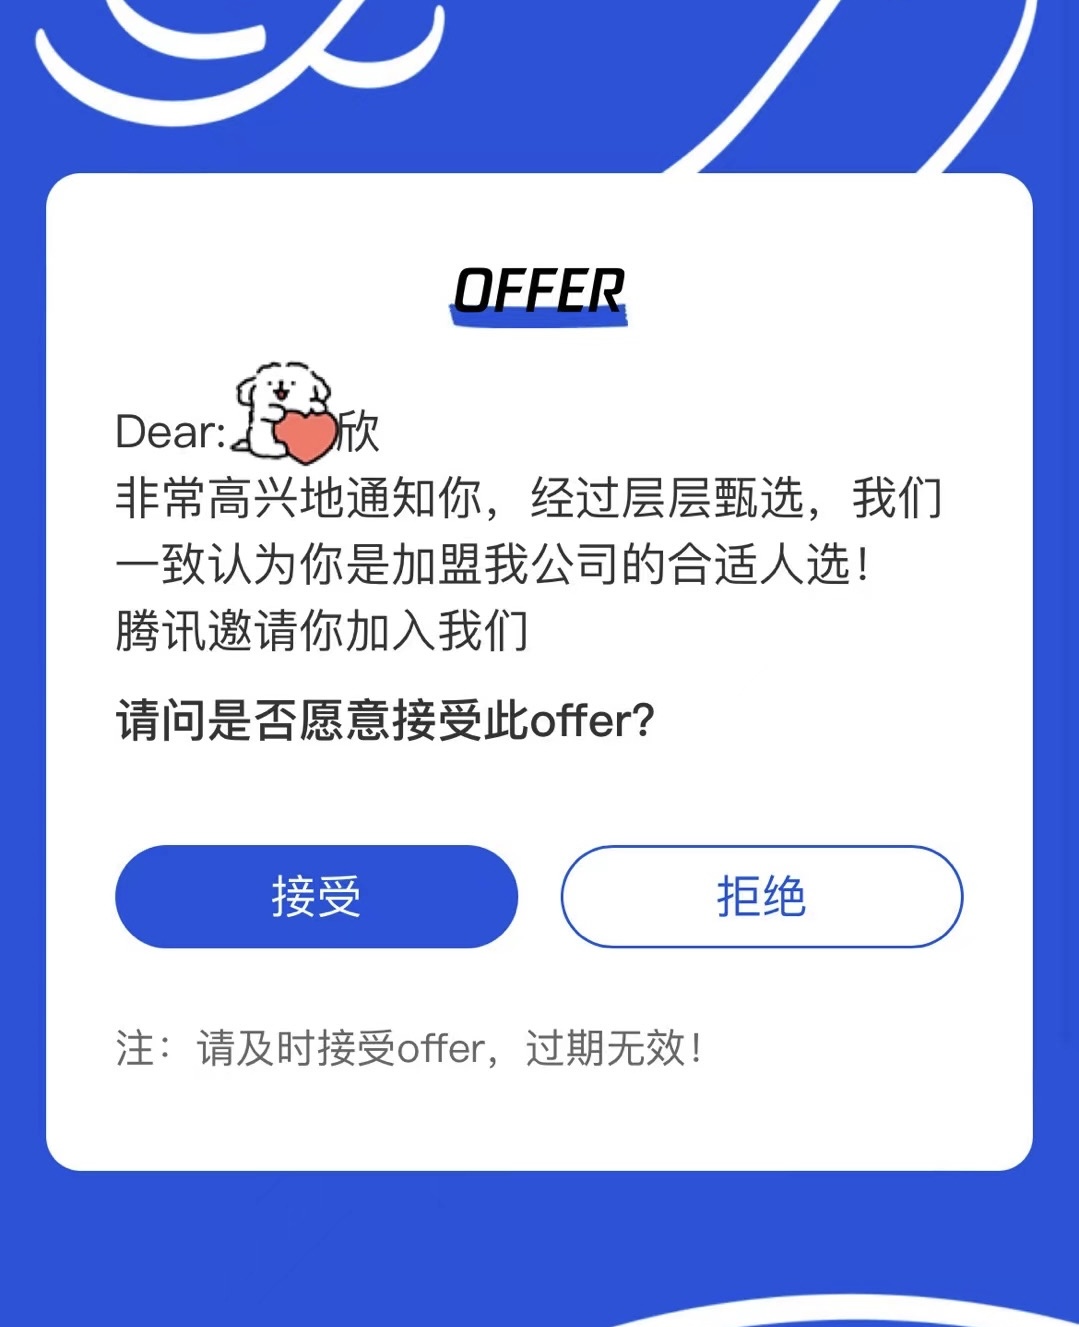 OFFER
Dear:欣
非常高兴地通知你，经过层层甄选，我们
一致认为你是加盟我公司的合适人选！
腾讯邀请你加入我们
请问是否愿意接受此offer？
接受
拒绝
注：请及时接受offer，过期无效！